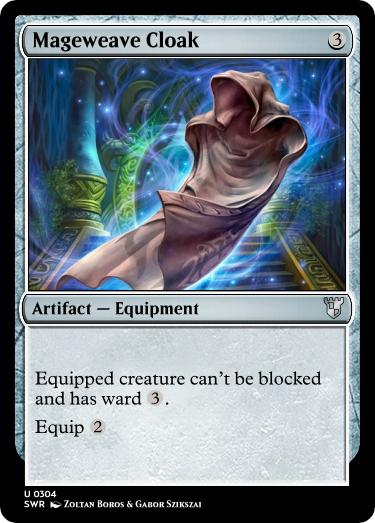 Mageweave Cloak 3
Artifact — Equipment
Equipped creature can't be blocked
and has ward 3.
Equip 2
U 0304
SWR Zoltan Boros & Gabor Szikszai